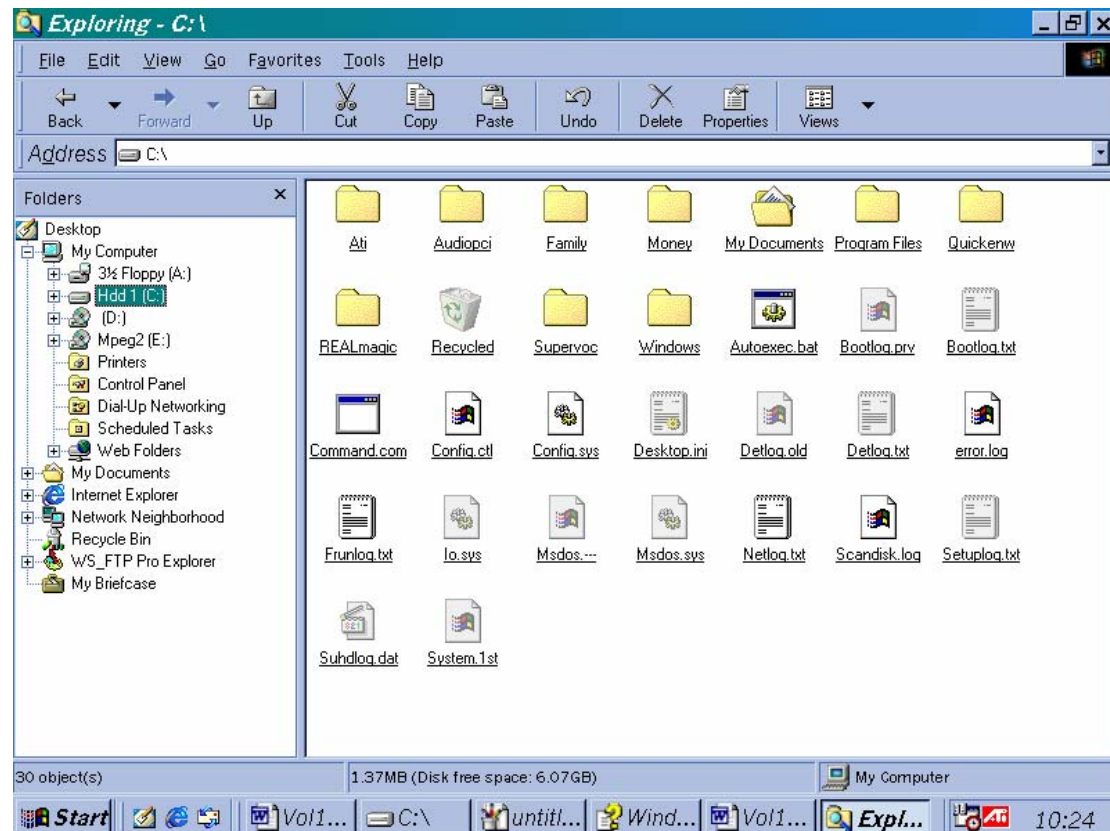 Exploring - C:\
File Edit View Go Favorites Tools Help
Back Forward Up Cut Copy Paste Undo Delete Properties Views
Address C:\
Folders
Desktop
My Computer
3½ Floppy (A:)
Hdd 1 (C:)
(D:)
Mpeg2 (E:)
Printers
Control Panel
Dial-Up Networking
Scheduled Tasks
Web Folders
My Documents
Internet Explorer
Network Neighborhood
Recycle Bin
WS_FTP Pro Explorer
My Briefcase
Ati Audiopci Family Money My Documents Program Files Quickenw
REALmagic Recycled Supervoc Windows Autoexec.bat Bootlog.prv Bootlog.txt
Command.com Config.ctl Config.sys Desktop.ini Detlog.old Detlog.txt error.log
Frunlog.txt Io.sys Msdos.--- Msdos.sys Netlog.txt Scandisk.log Setuplog.txt
Suhdlog.dat System.1st
30 object(s) 1.37MB (Disk free space: 6.07GB) My Computer
Start Vol1... C:\ untitl... Wind... Vol1... Expl... ATI 10:24